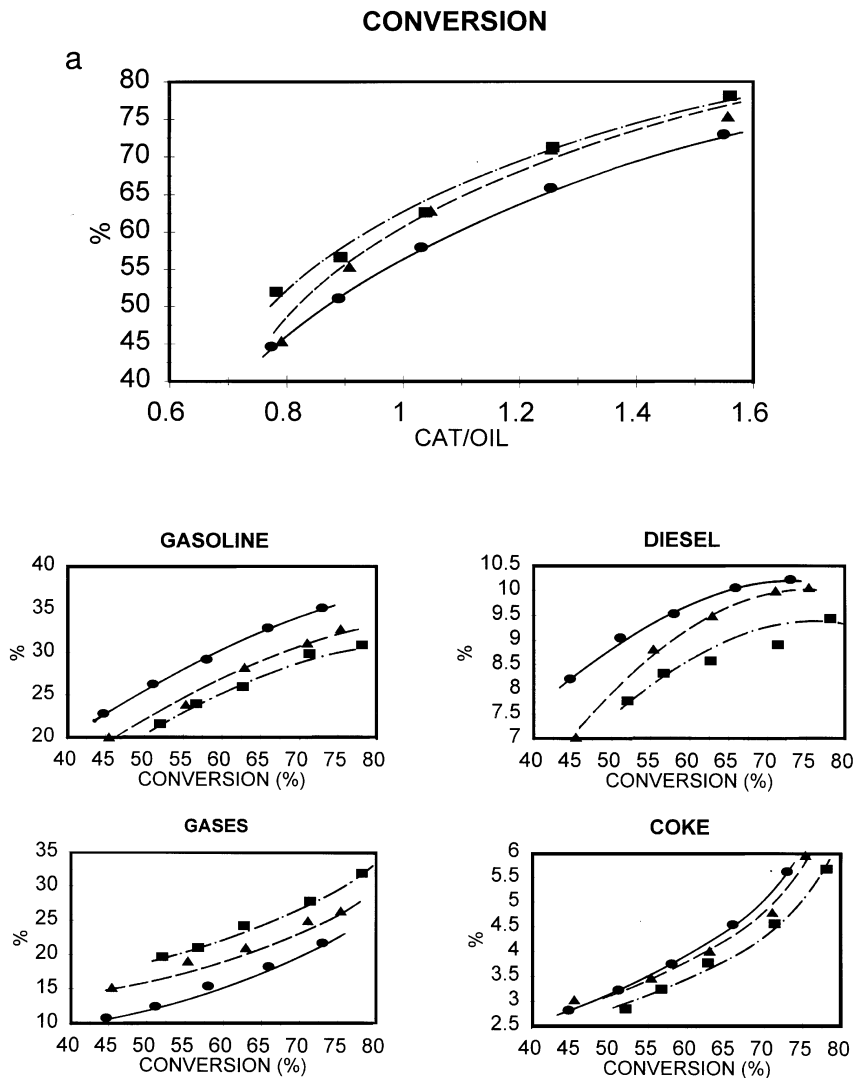 CONVERSION
a
80
75
70
65
60
55
50
45
40
%
0.6 0.8 1 1.2 1.4 1.6
CAT/OIL
GASOLINE
40
35
30
25
20
%
40 45 50 55 60 65 70 75 80
CONVERSION (%)
DIESEL
10.5
10
9.5
9
8.5
8
7.5
7
%
40 45 50 55 60 65 70 75 80
CONVERSION (%)
GASES
35
30
25
20
15
10
%
40 45 50 55 60 65 70 75 80
CONVERSION (%)
COKE
6
5.5
5
4.5
4
3.5
3
2.5
%
40 45 50 55 60 65 70 75 80
CONVERSION (%)